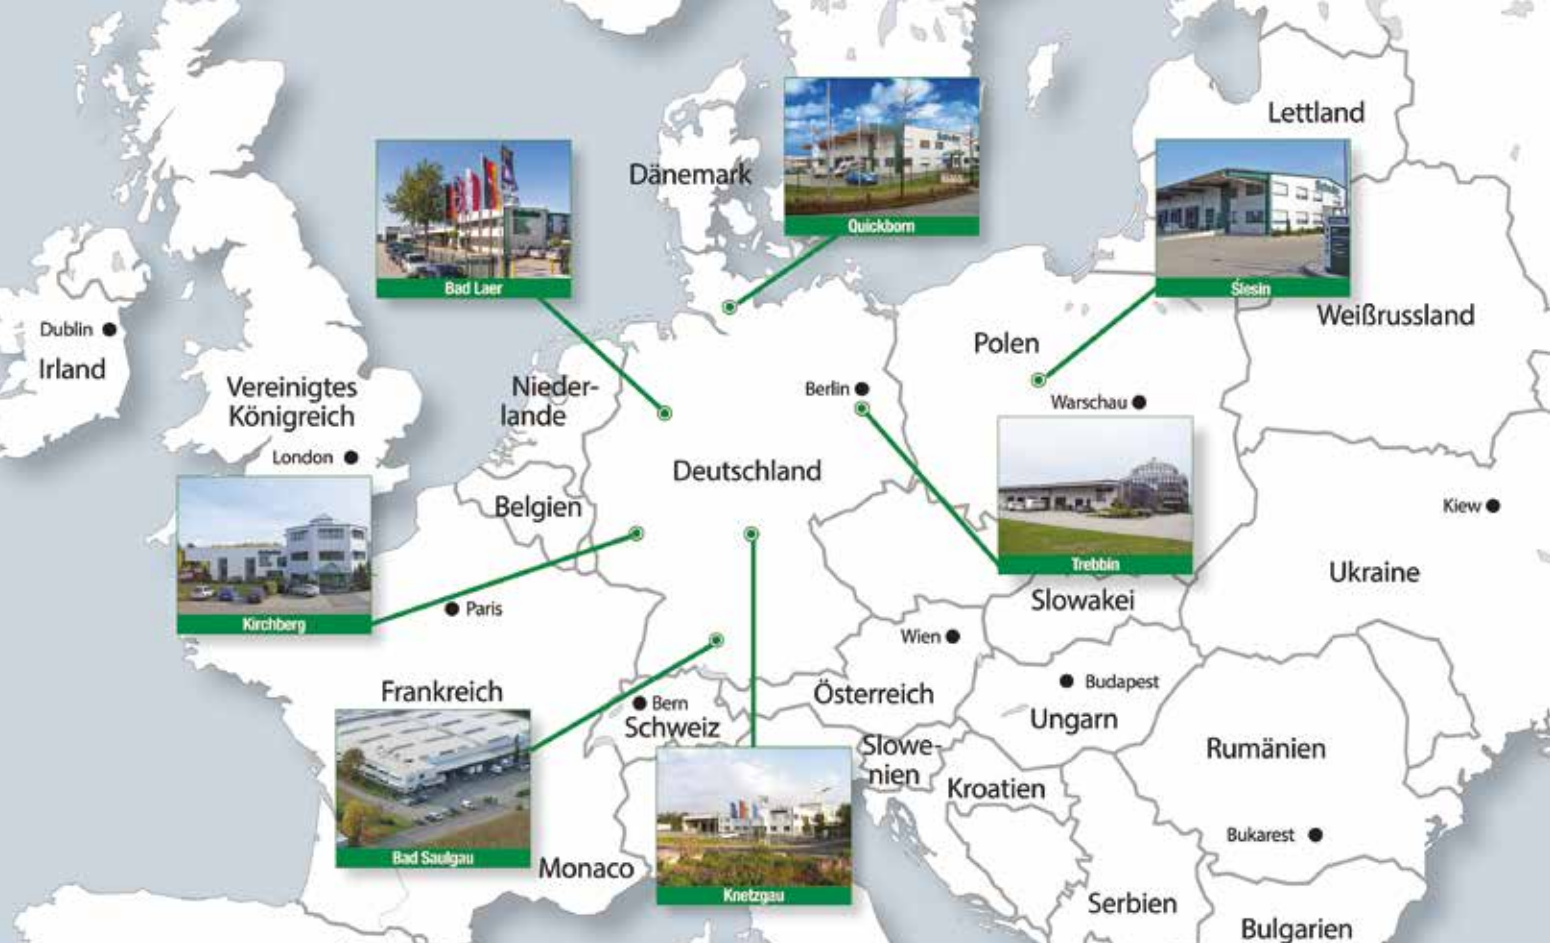 Lettland
Dänemark
Quickborn
Bad Laer
Ślesin
Weißrussland
Dublin
Irland
Polen
Vereinigtes
Königreich
Nieder-
lande
Berlin
Warschau
London
Deutschland
Belgien
Kiew
Trebbin
Ukraine
Slowakei
Paris
Kirchberg
Wien
Frankreich
Bern
Schweiz
Österreich
Budapest
Ungarn
Slowe-
nien
Rumänien
Kroatien
Bukarest
Bad Saulgau
Monaco
Knetzgau
Serbien
Bulgarien